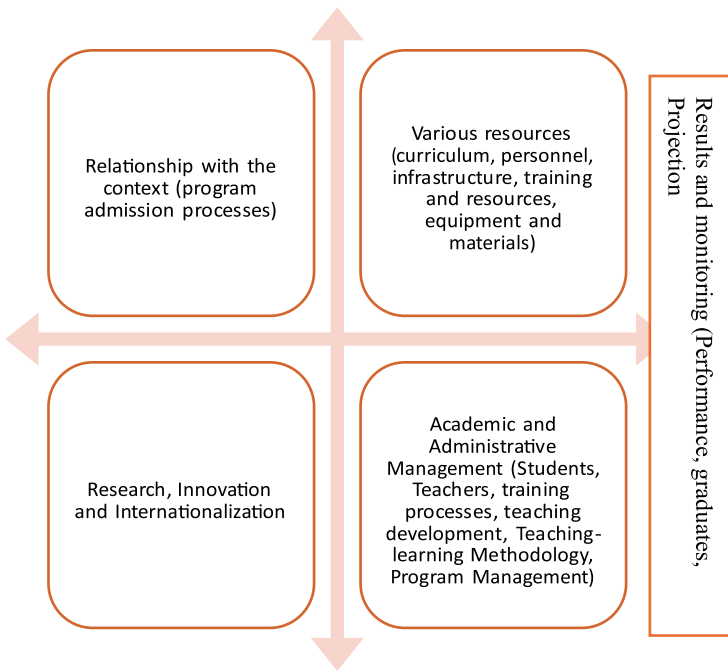 Relationship with the
context (program
admission processes)
Various resources
(curriculum, personnel,
infrastructure, training
and resources,
equipment and
materials)
Research, Innovation
and Internationalization
Academic and
Administrative
Management (Students,
Teachers, training
processes, teaching
development, Teaching-
learning Methodology,
Program Management)
Results and monitoring (Performance, graduates,
Projection